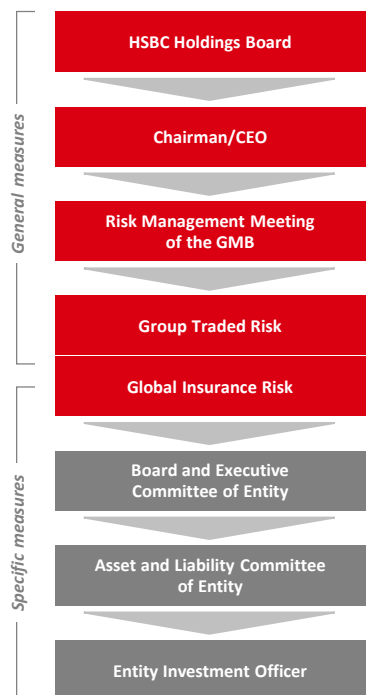 HSBC Holdings Board
Chairman/CEO
Risk Management Meeting
of the GMB
Group Traded Risk
Global Insurance Risk
Board and Executive
Committee of Entity
Asset and Liability Committee
of Entity
Entity Investment Officer
General measures
Specific measures